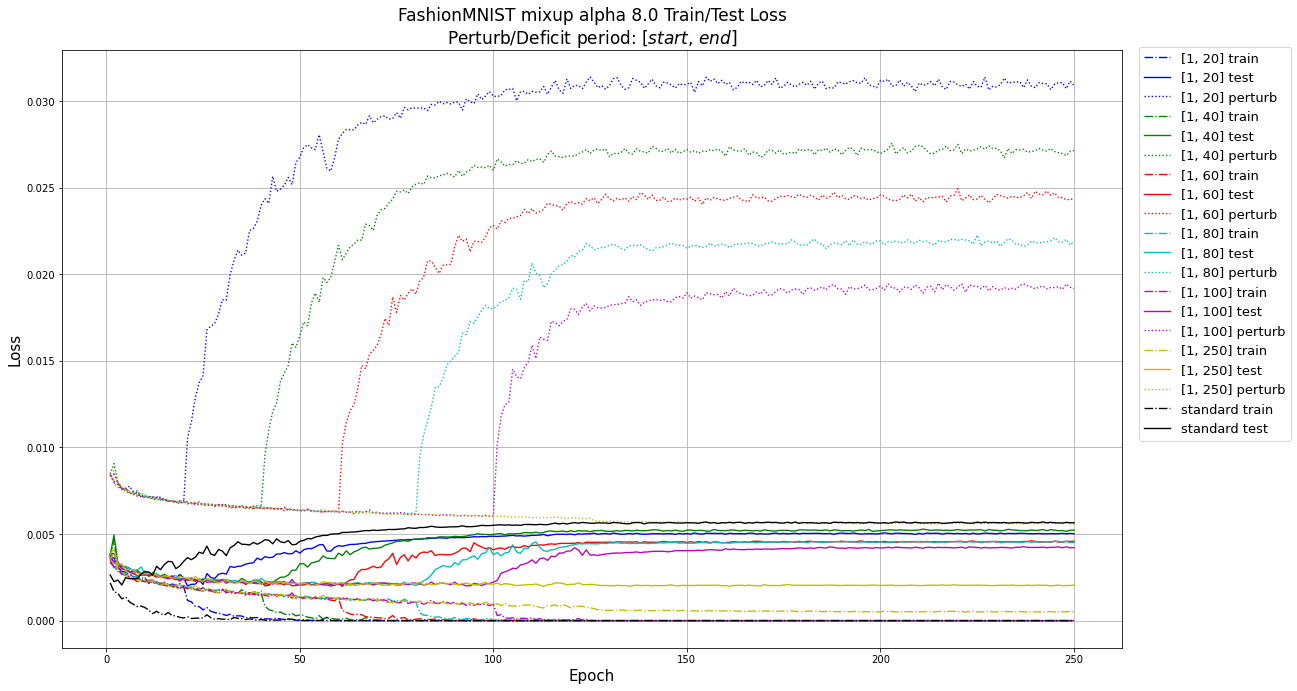 FashionMNIST mixup alpha 8.0 Train/Test Loss
Perturb/Deficit period: [start, end]
Loss
0.030
0.025
0.020
0.015
0.010
0.005
0.000
0
50
100
150
200
250
Epoch
[1, 20] train
[1, 20] test
[1, 20] perturb
[1, 40] train
[1, 40] test
[1, 40] perturb
[1, 60] train
[1, 60] test
[1, 60] perturb
[1, 80] train
[1, 80] test
[1, 80] perturb
[1, 100] train
[1, 100] test
[1, 100] perturb
[1, 250] train
[1, 250] test
[1, 250] perturb
standard train
standard test